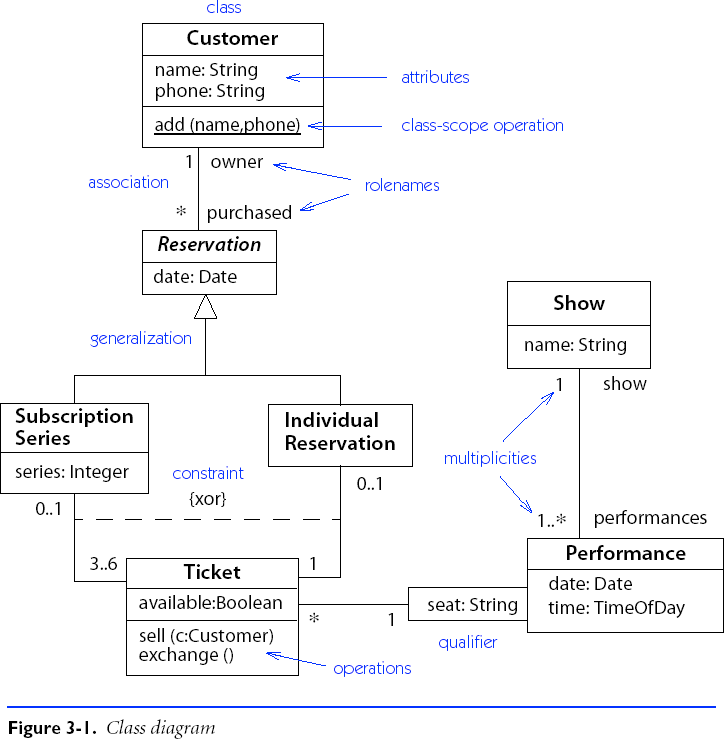 class
Customer
name: String
phone: String
attributes
add (name,phone)
class-scope operation
1 owner
association
rolenames
* purchased
Reservation
date: Date
generalization
Show
name: String
1 show
Subscription
Series
series: Integer
Individual
Reservation
multiplicities
constraint
{xor}
0..1
0..1
1..* performances
3..6
1
Ticket
available:Boolean
sell (c:Customer)
exchange ()
operations
*
1
seat: String
qualifier
Performance
date: Date
time: TimeOfDay
Figure 3-1. Class diagram